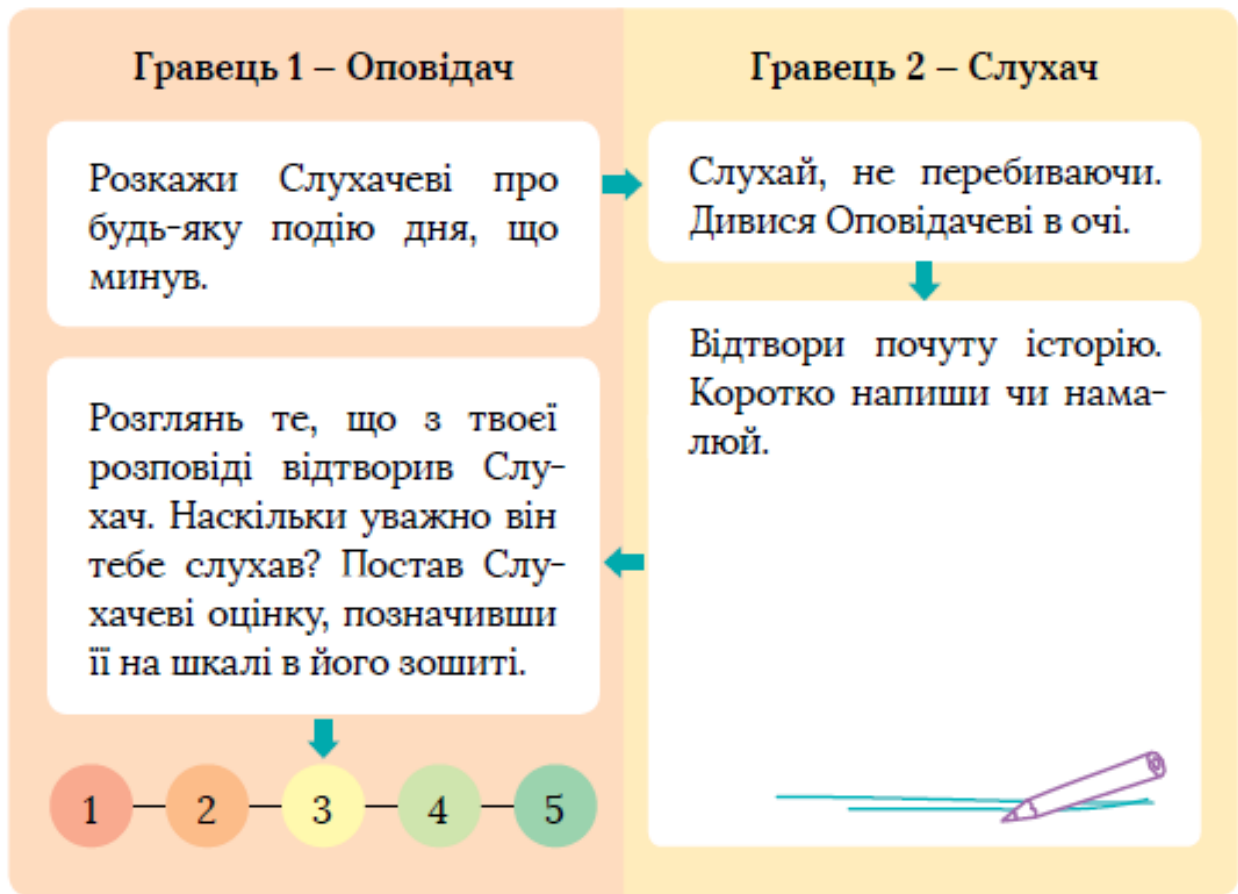 Гравець 1 – Оповідач
Розкажи Слухачеві про
будь-яку подію дня, що
минув.
Гравець 2 – Слухач
Слухай, не перебиваючи.
Дивися Оповідачеві в очі.
Відтвори почуту історію.
Коротко напиши чи нама-
люй.
Розглянь те, що з твоєї
розповіді відтворив Слу-
хач. Наскільки уважно він
тебе слухав? Постав Слу-
хачеві оцінку, позначивши
її на шкалі в його зошиті.
1 2 3 4 5